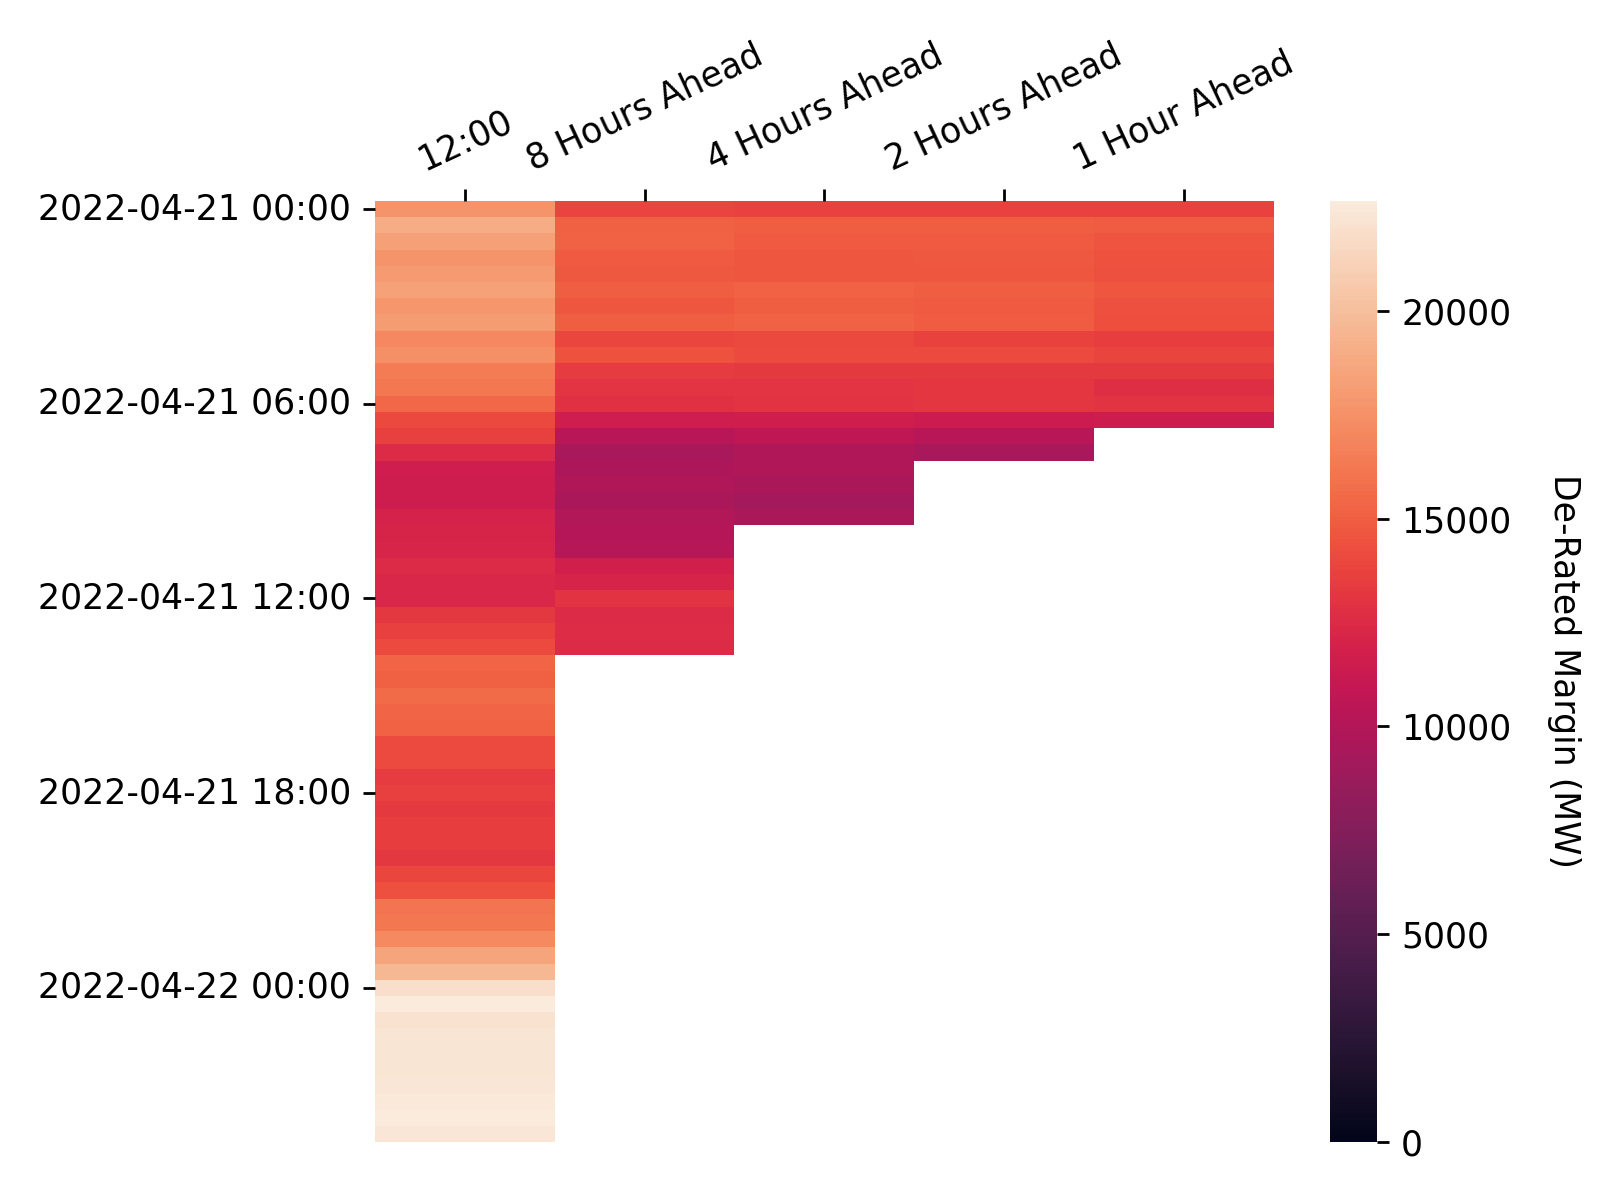 12:00
8 Hours Ahead
4 Hours Ahead
2 Hours Ahead
1 Hour Ahead
2022-04-21 00:00
2022-04-21 06:00
2022-04-21 12:00
2022-04-21 18:00
2022-04-22 00:00
20000
15000
10000
5000
0
De-Rated Margin (MW)